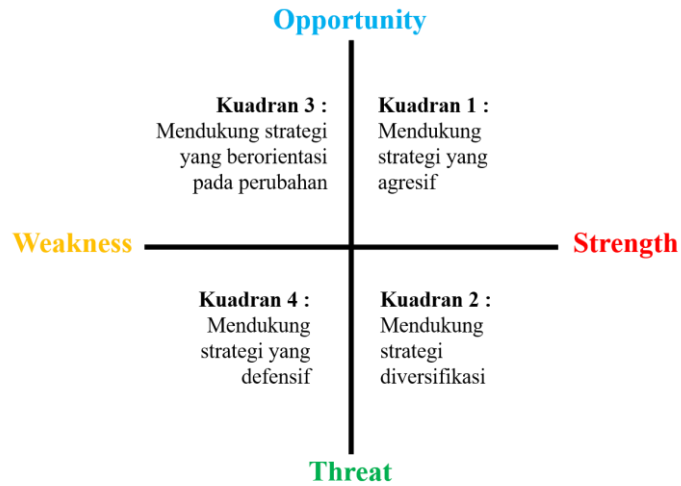 Opportunity
Kuadran 3 :
Mendukung strategi
yang berorientasi
pada perubahan
Kuadran 1 :
Mendukung
strategi yang
agresif
Weakness
Strength
Kuadran 4 :
Mendukung
strategi yang
defensif
Kuadran 2 :
Mendukung
strategi
diversifikasi
Threat